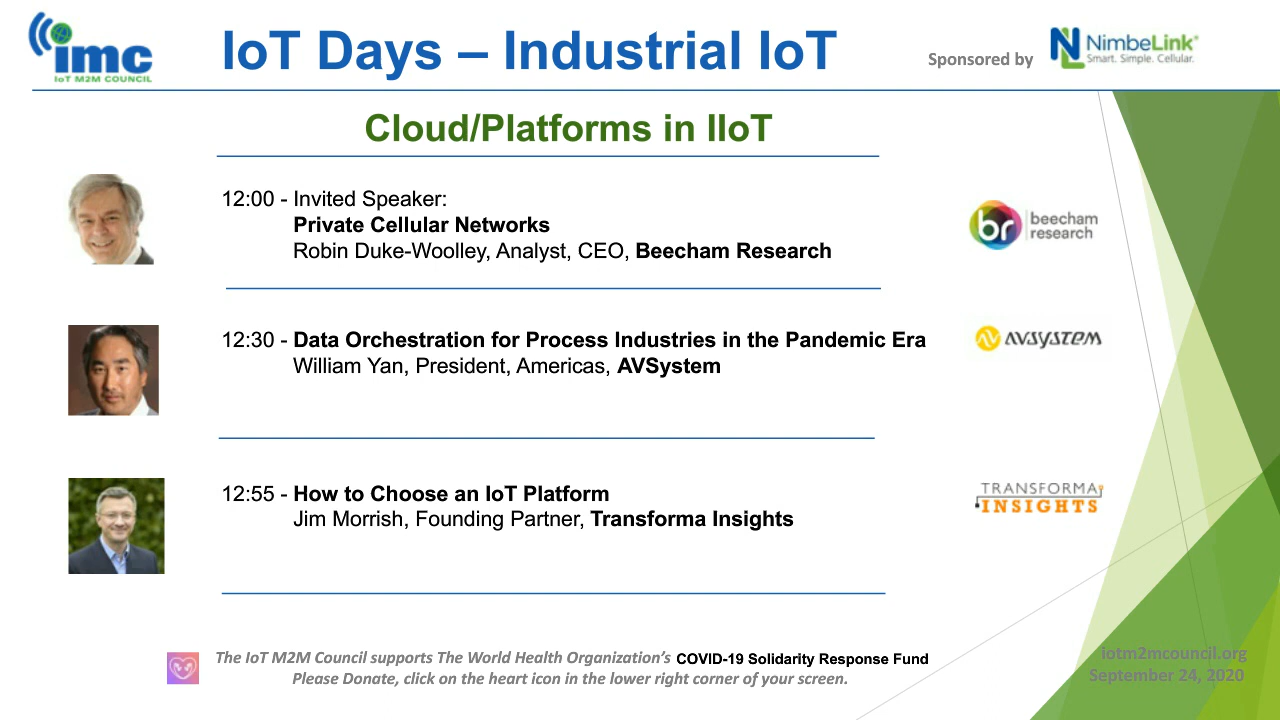 imc
IoT M2M COUNCIL
IoT Days – Industrial IoT
Sponsored by
NimbeLink®
Smart. Simple. Cellular.
Cloud/Platforms in IIoT
12:00 - Invited Speaker:
Private Cellular Networks
Robin Duke-Woolley, Analyst, CEO, Beecham Research
br beecham
research
12:30 - Data Orchestration for Process Industries in the Pandemic Era
William Yan, President, Americas, AVSystem
AVSYSTEM
12:55 - How to Choose an IoT Platform
Jim Morrish, Founding Partner, Transforma Insights
TRANSFORMA
INSIGHTS
The IoT M2M Council supports The World Health Organization's COVID-19 Solidarity Response Fund
Please Donate, click on the heart icon in the lower right corner of your screen.
iotm2mcouncil.org
September 24, 2020